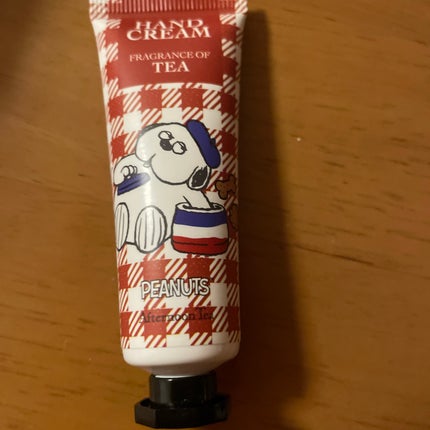 HAND
CREAM
FRAGRANCE OF
TEA
PEANUTS
Afternoon Tea